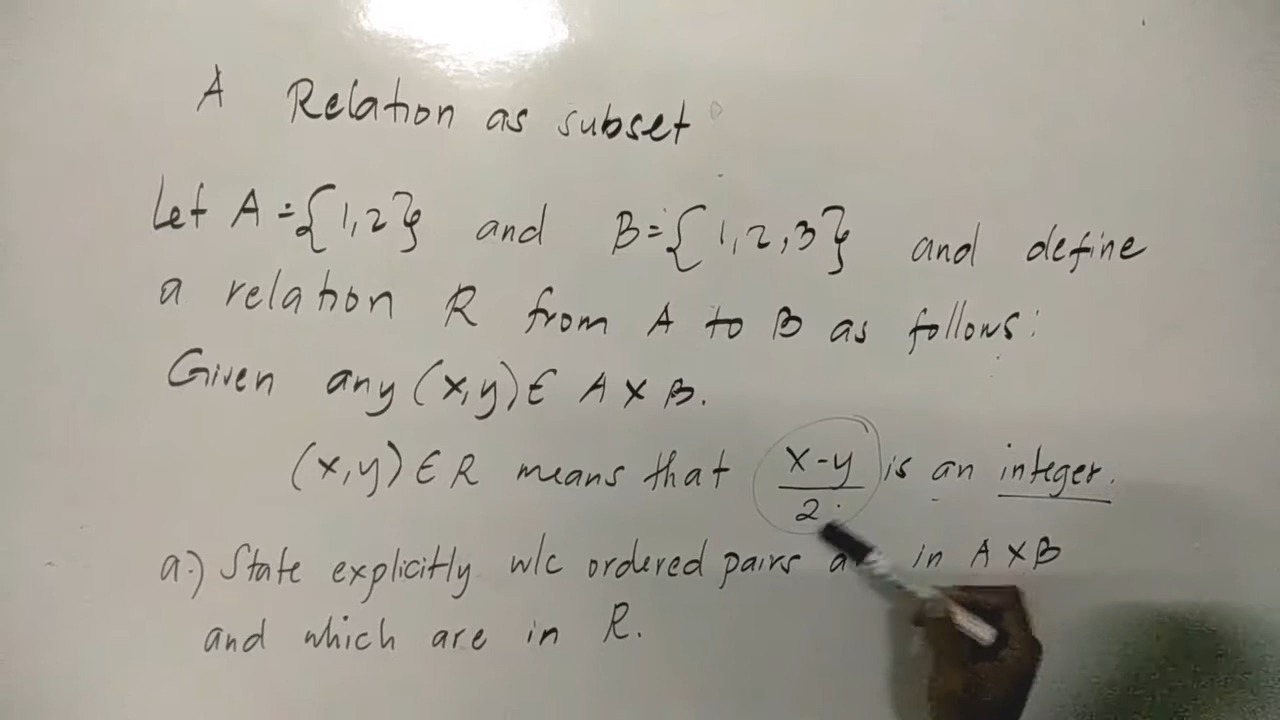 A Relation as subset
Let A = {1,2} and B = {1,2,3} and define
a relation R from A to B as follows:
Given any (x,y) ∈ A × B.
(x,y) ∈ R means that x-y/2 is an integer.
a.) State explicitly w/c ordered pairs in A × B
and which are in R.